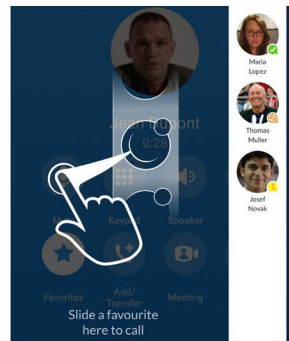 Jean Dupont
0:28
Mute
Keypad
Speaker
Favorites
Add/
Transfer
Meeting
Slide a favourite
here to call
Maria
Lopez
Thomas
Muller
Josef
Novak